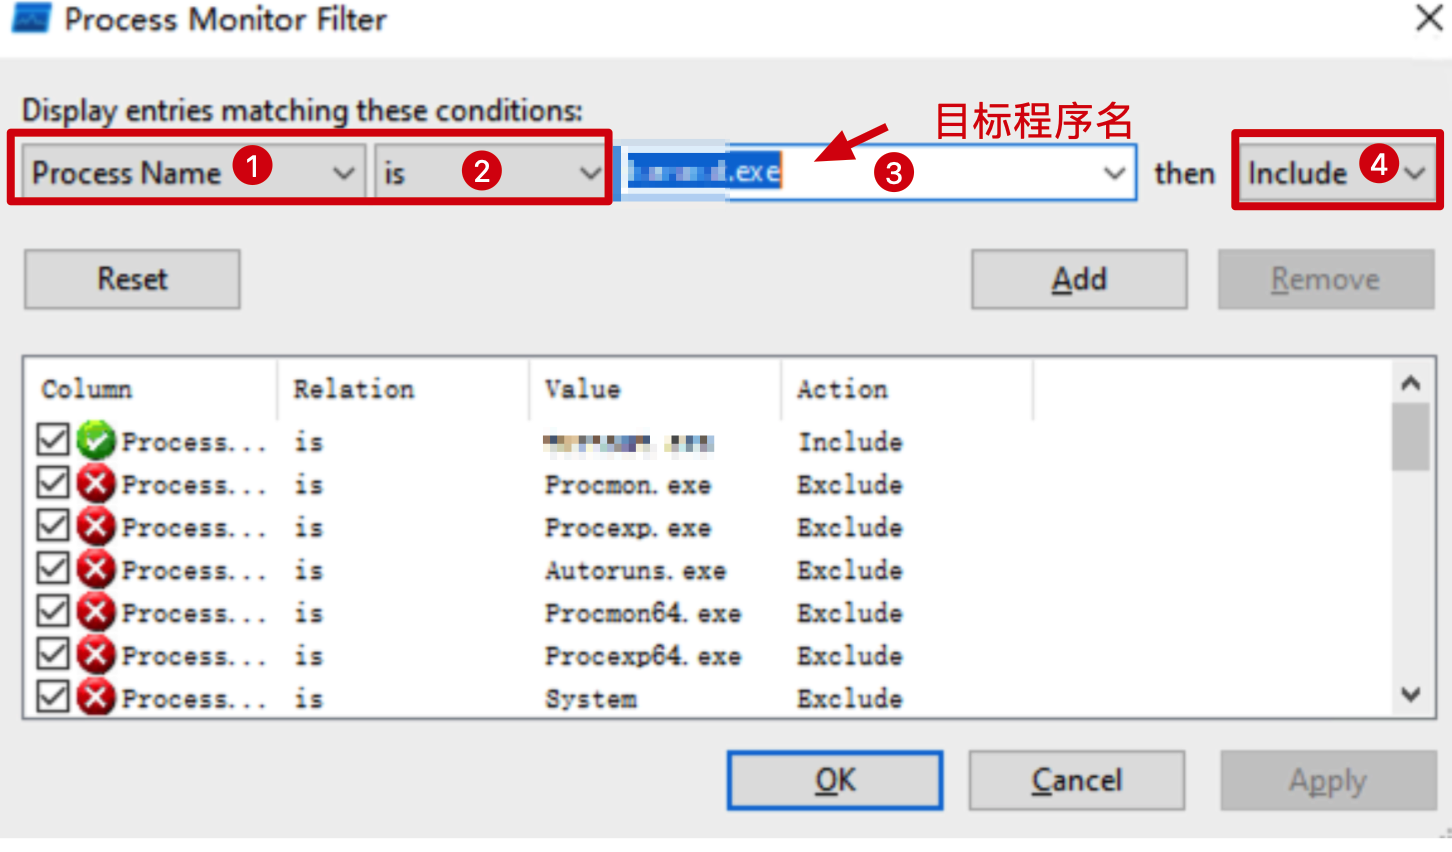 Process Monitor Filter
Display entries matching these conditions:
目标程序名
Process Name 1 is 2 .exe 3 then Include 4
Reset Add Remove
Column Relation Value Action
Process... is Include
Process... is Procmon.exe Exclude
Process... is Procexp.exe Exclude
Process... is Autoruns.exe Exclude
Process... is Procmon64.exe Exclude
Process... is Procexp64.exe Exclude
Process... is System Exclude
OK Cancel Apply